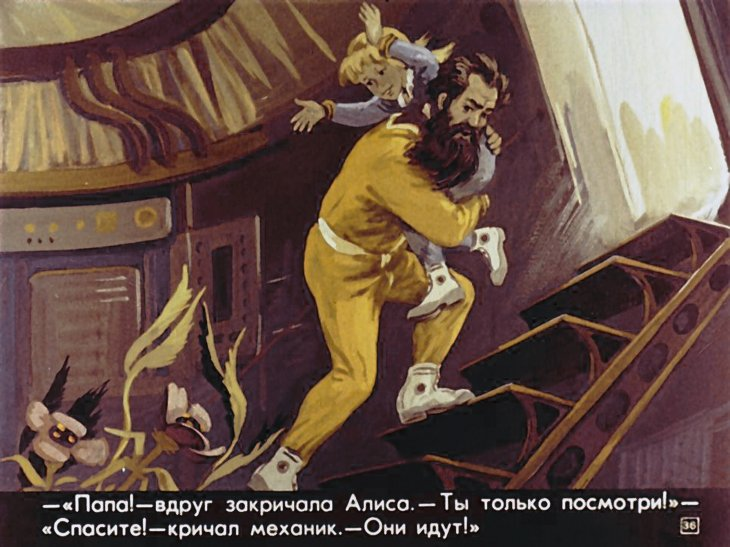 —«Папа!—вдруг закричала Алиса.—Ты только посмотри!»—
«Спасите!—кричал механик.—Они идут!»
36